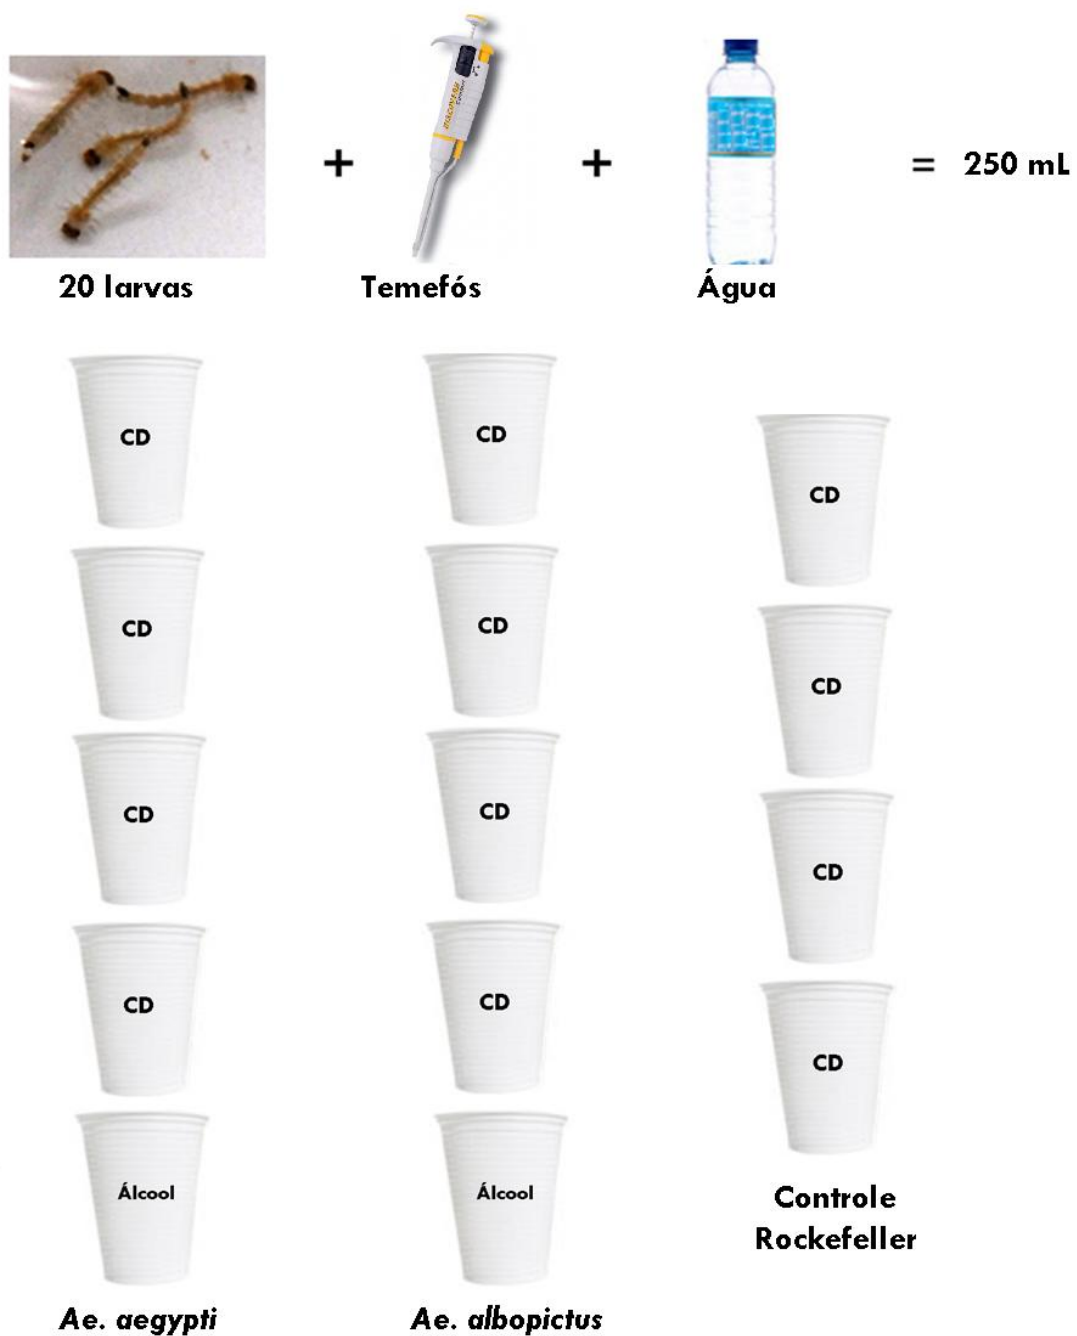 + + = 250 mL
20 larvas Temefós Água
CD CD
CD
CD CD
CD
CD CD
CD
CD CD
CD
Álcool Álcool
Controle
Rockefeller
Ae. aegypti Ae. albopictus